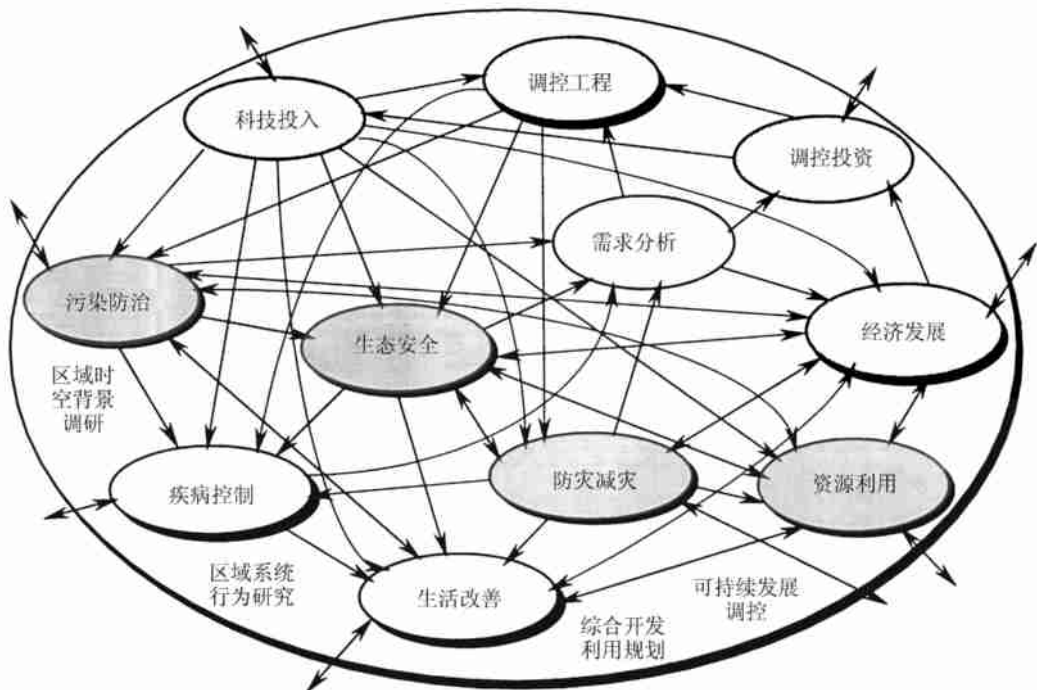 调控工程
科技投入
调控投资
需求分析
污染防治
生态安全
经济发展
区域时
空背景
调研
疾病控制
防灾减灾
资源利用
区域系统
行为研究
生活改善
可持续发展
调控
综合开发
利用规划